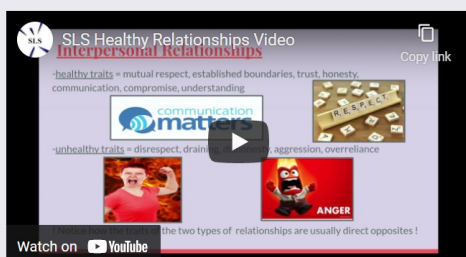 SLS
SLS Healthy Relationships Video
Copy link
Interpersonal Relationships
-healthy traits = mutual respect, established boundaries, trust, honesty,
communication, compromise, understanding
communication
matters
RESPECT
-unhealthy traits = disrespect, draining, dishonesty, aggression, overreliance
ANGER
! Notice how the traits of the two types of relationships are usually direct opposites !
Watch on YouTube